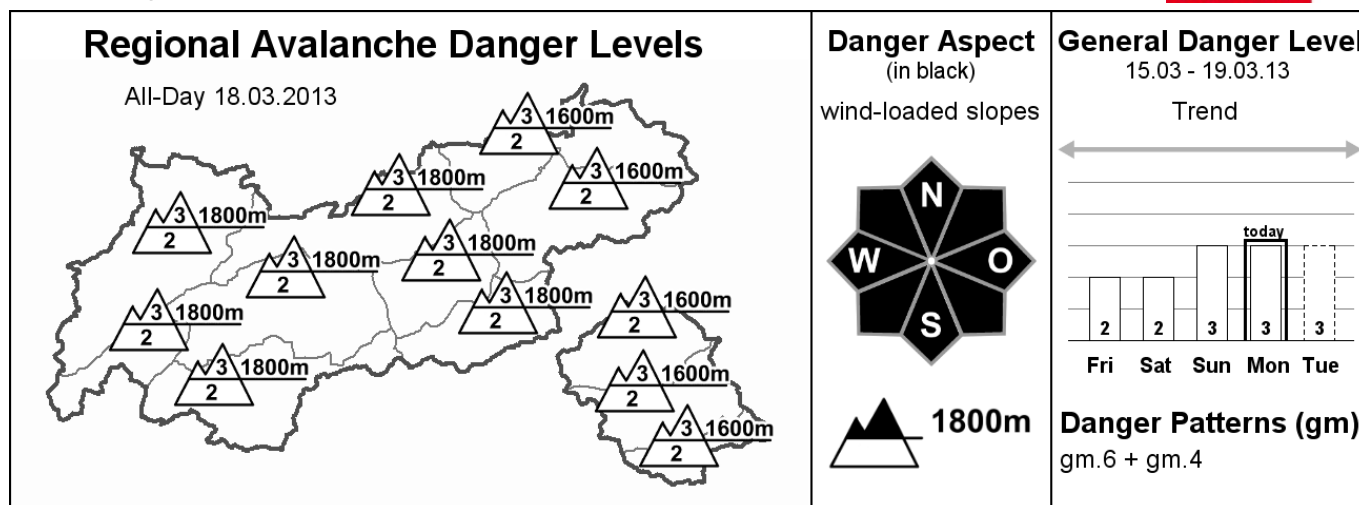 Regional Avalanche Danger Levels
All-Day 18.03.2013
3 1600m
2
3 1600m
2
3 1800m
2
3 1800m
2
3 1800m
2
3 1800m
2
3 1800m
2
3 1800m
2
3 1800m
2
3 1600m
2
3 1600m
2
3 1600m
2
Danger Aspect
(in black)
wind-loaded slopes
N
W O
S
1800m
General Danger Level
15.03 - 19.03.13
Trend
today
2 2 3 3 3
Fri Sat Sun Mon Tue
Danger Patterns (gm)
gm.6 + gm.4